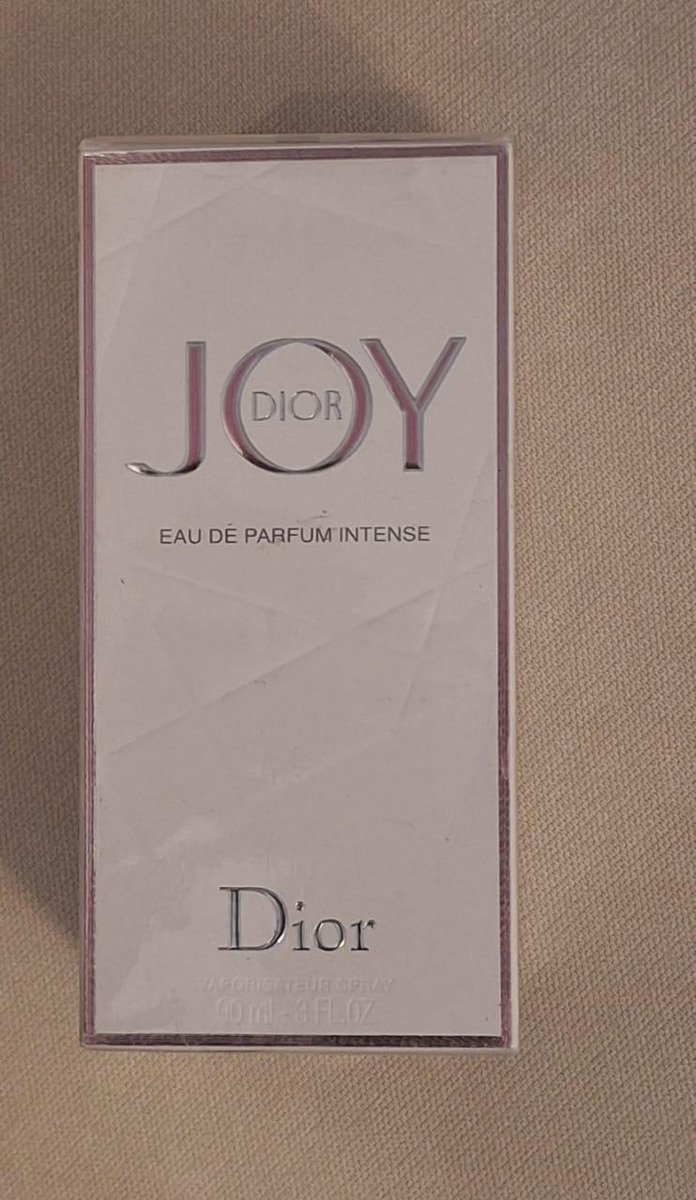 JOY
DIOR
EAU DE PARFUM INTENSE
Dior
VAPORISATEUR SPRAY
90 ml - 3 FL.OZ